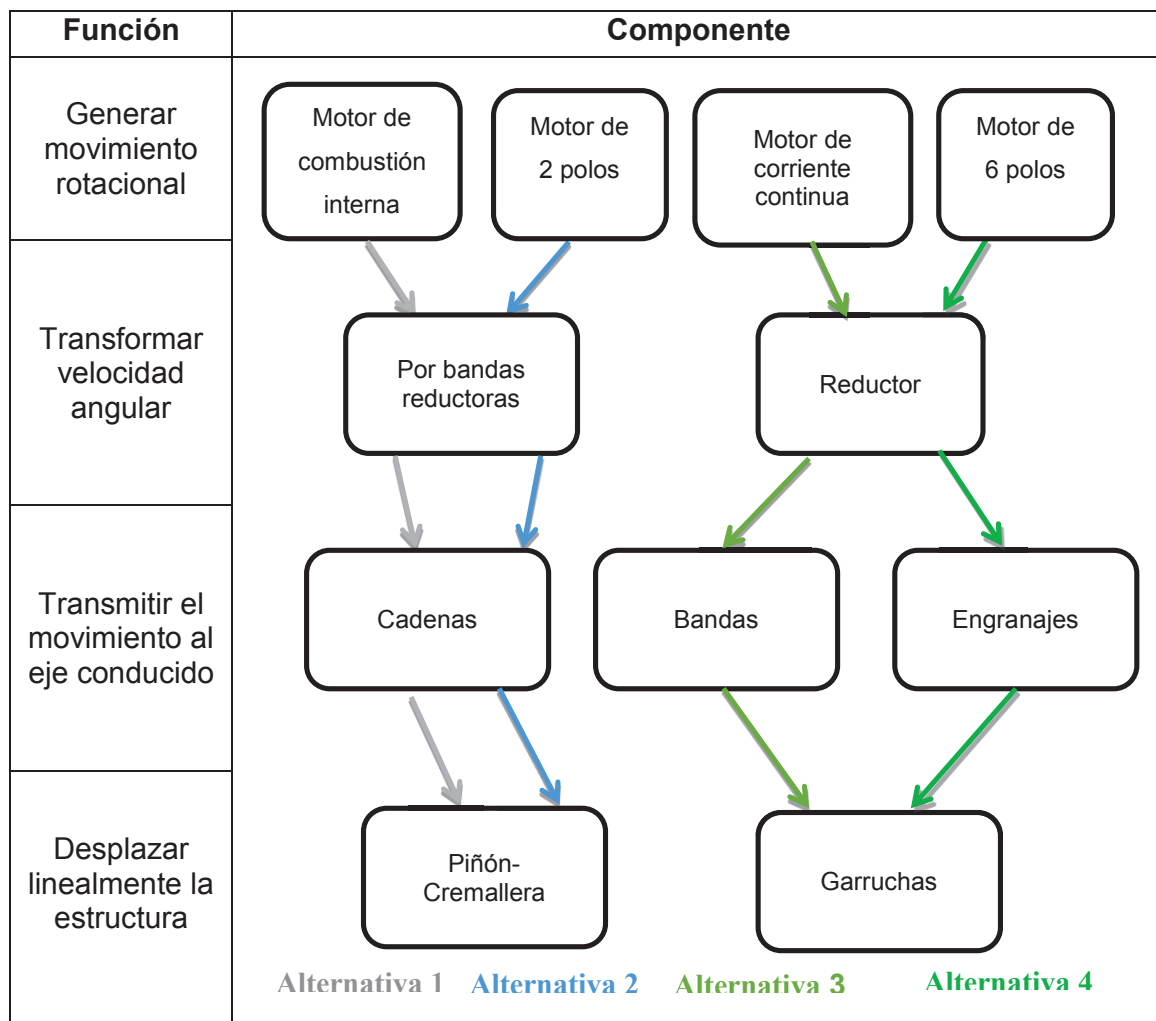 Función
Componente
Generar
movimiento
rotacional
Motor de
combustión
interna
Motor de
2 polos
Motor de
corriente
continua
Motor de
6 polos
Transformar
velocidad
angular
Por bandas
reductoras
Reductor
Transmitir el
movimiento al
eje conducido
Cadenas
Bandas
Engranajes
Desplazar
linealmente la
estructura
Piñón-
Cremallera
Garruchas
Alternativa 1
Alternativa 2
Alternativa 3
Alternativa 4